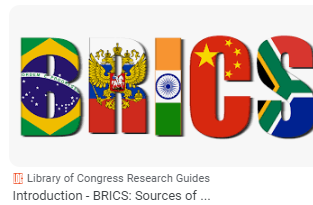 BRICS
Library of Congress Research Guides
Introduction - BRICS: Sources of ...